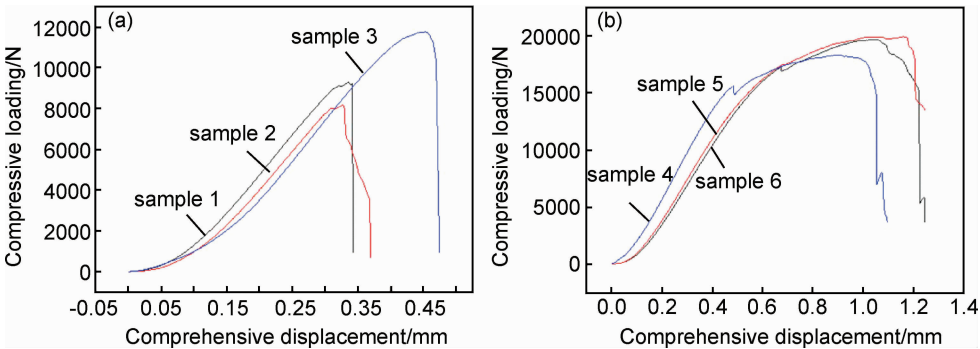 (a)
Compressive loading/N
12000
10000
8000
6000
4000
2000
0
-0.05
0.05
0.15
0.25
0.35
0.45
Comprehensive displacement/mm
sample 3
sample 2
sample 1
(b)
Compressive loading/N
20000
15000
10000
5000
0
0.0
0.2
0.4
0.6
0.8
1.0
1.2
1.4
Comprehensive displacement/mm
sample 5
sample 4
sample 6